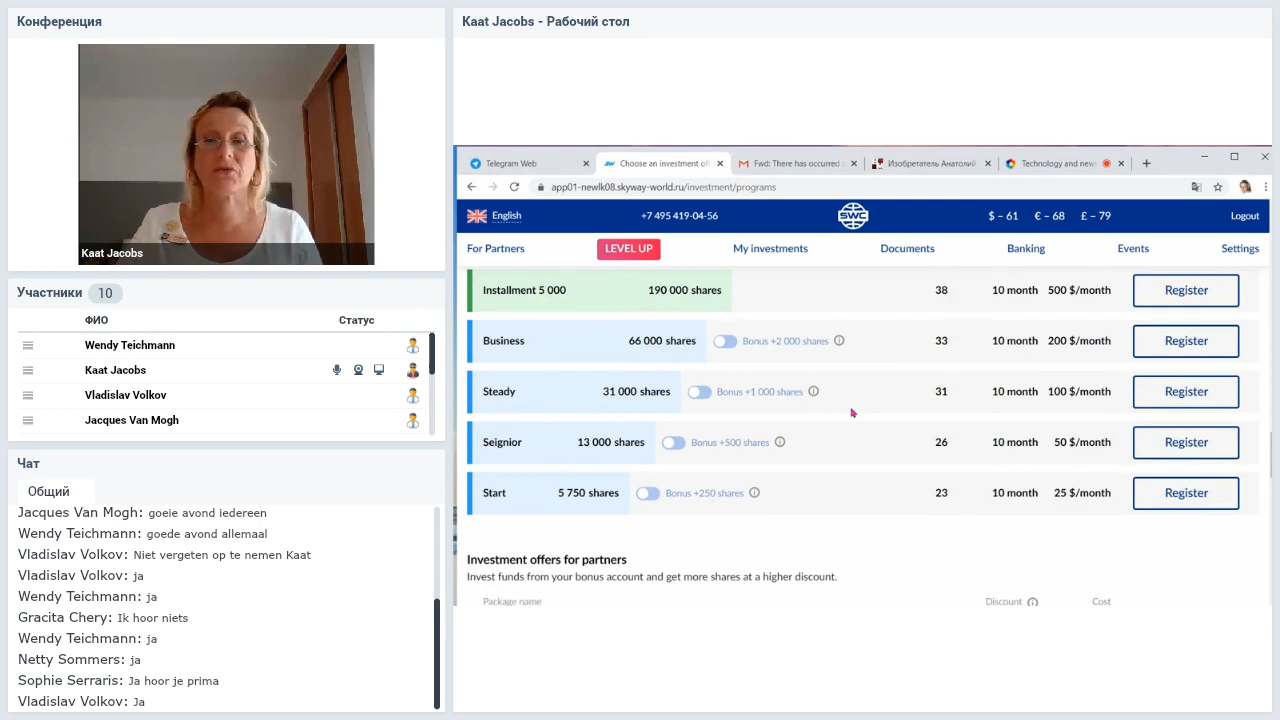 Конференция
Kaat Jacobs
Участники 10
ФИО Статус
Wendy Teichmann
Kaat Jacobs
Vladislav Volkov
Jacques Van Mogh
Чат
Общий
Jacques Van Mogh: goeie avond iedereen
Wendy Teichmann: goede avond allemaal
Vladislav Volkov: Niet vergeten op te nemen Kaat
Vladislav Volkov: ja
Wendy Teichmann: ja
Gracita Chery: Ik hoor niets
Wendy Teichmann: ja
Netty Sommers: ja
Sophie Serraris: Ja hoor je prima
Vladislav Volkov: Ja
Kaat Jacobs - Рабочий стол
Telegram Web
Choose an investment of
Fwd: There has occurred
Изобретатель Анатолий
Technology and new
app01-newlk08.skyway-world.ru/investment/programs
English +7 495 419-04-56 SWC $ – 61 € – 68 £ – 79 Logout
For Partners LEVEL UP My investments Documents Banking Events Settings
Installment 5 000 190 000 shares 38 10 month 500 $/month Register
Business 66 000 shares Bonus +2 000 shares 33 10 month 200 $/month Register
Steady 31 000 shares Bonus +1 000 shares 31 10 month 100 $/month Register
Seignior 13 000 shares Bonus +500 shares 26 10 month 50 $/month Register
Start 5 750 shares Bonus +250 shares 23 10 month 25 $/month Register
Investment offers for partners
Invest funds from your bonus account and get more shares at a higher discount.
Package name Discount Cost